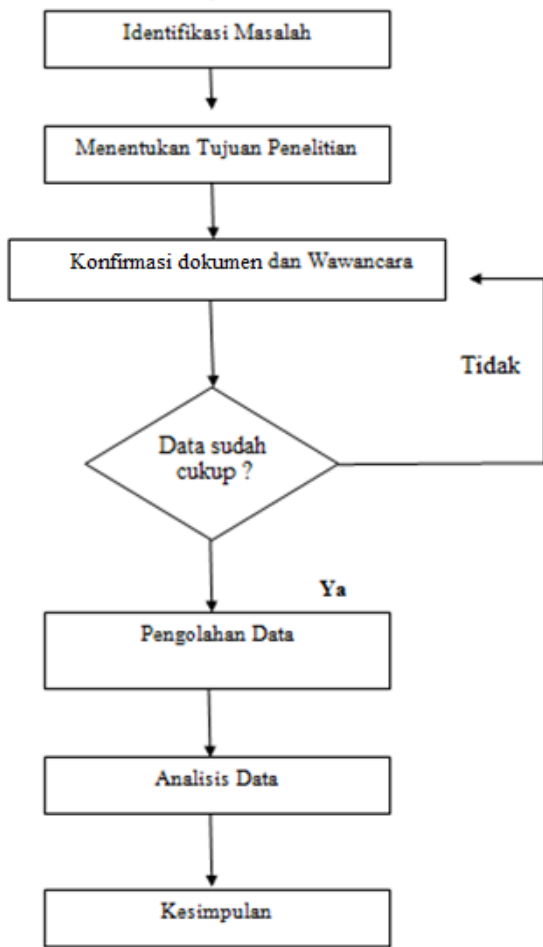 Identifikasi Masalah
Menentukan Tujuan Penelitian
Konfirmasi dokumen dan Wawancara
Tidak
Data sudah
cukup ?
Ya
Pengolahan Data
Analisis Data
Kesimpulan